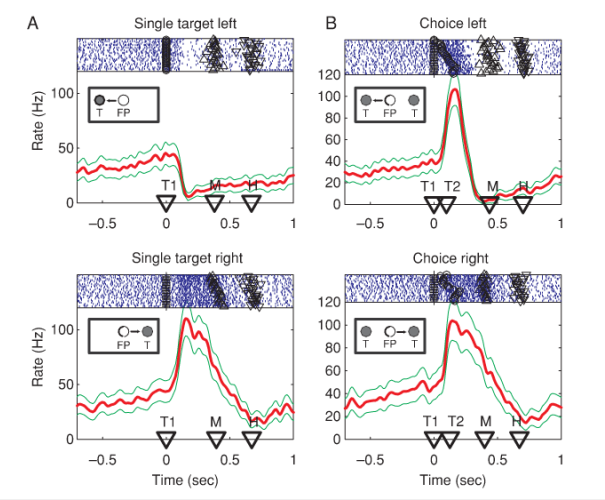 A
Single target left
Rate (Hz)
100
50
0
T FP
T1 M H
−0.5 0 0.5 1
B
Choice left
120
100
80
60
40
20
0
T FP T
T1 T2 M H
−0.5 0 0.5 1
Single target right
Rate (Hz)
100
50
0
FP T
T1 M H
−0.5 0 0.5 1
Time (sec)
Choice right
120
100
80
60
40
20
0
T FP T
T1 T2 M H
−0.5 0 0.5 1
Time (sec)